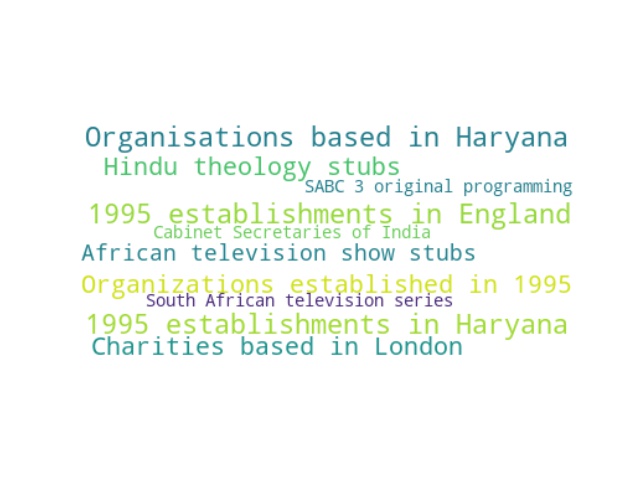 Organisations based in Haryana
Hindu theology stubs
SABC 3 original programming
1995 establishments in England
Cabinet Secretaries of India
African television show stubs
Organizations established in 1995
South African television series
1995 establishments in Haryana
Charities based in London